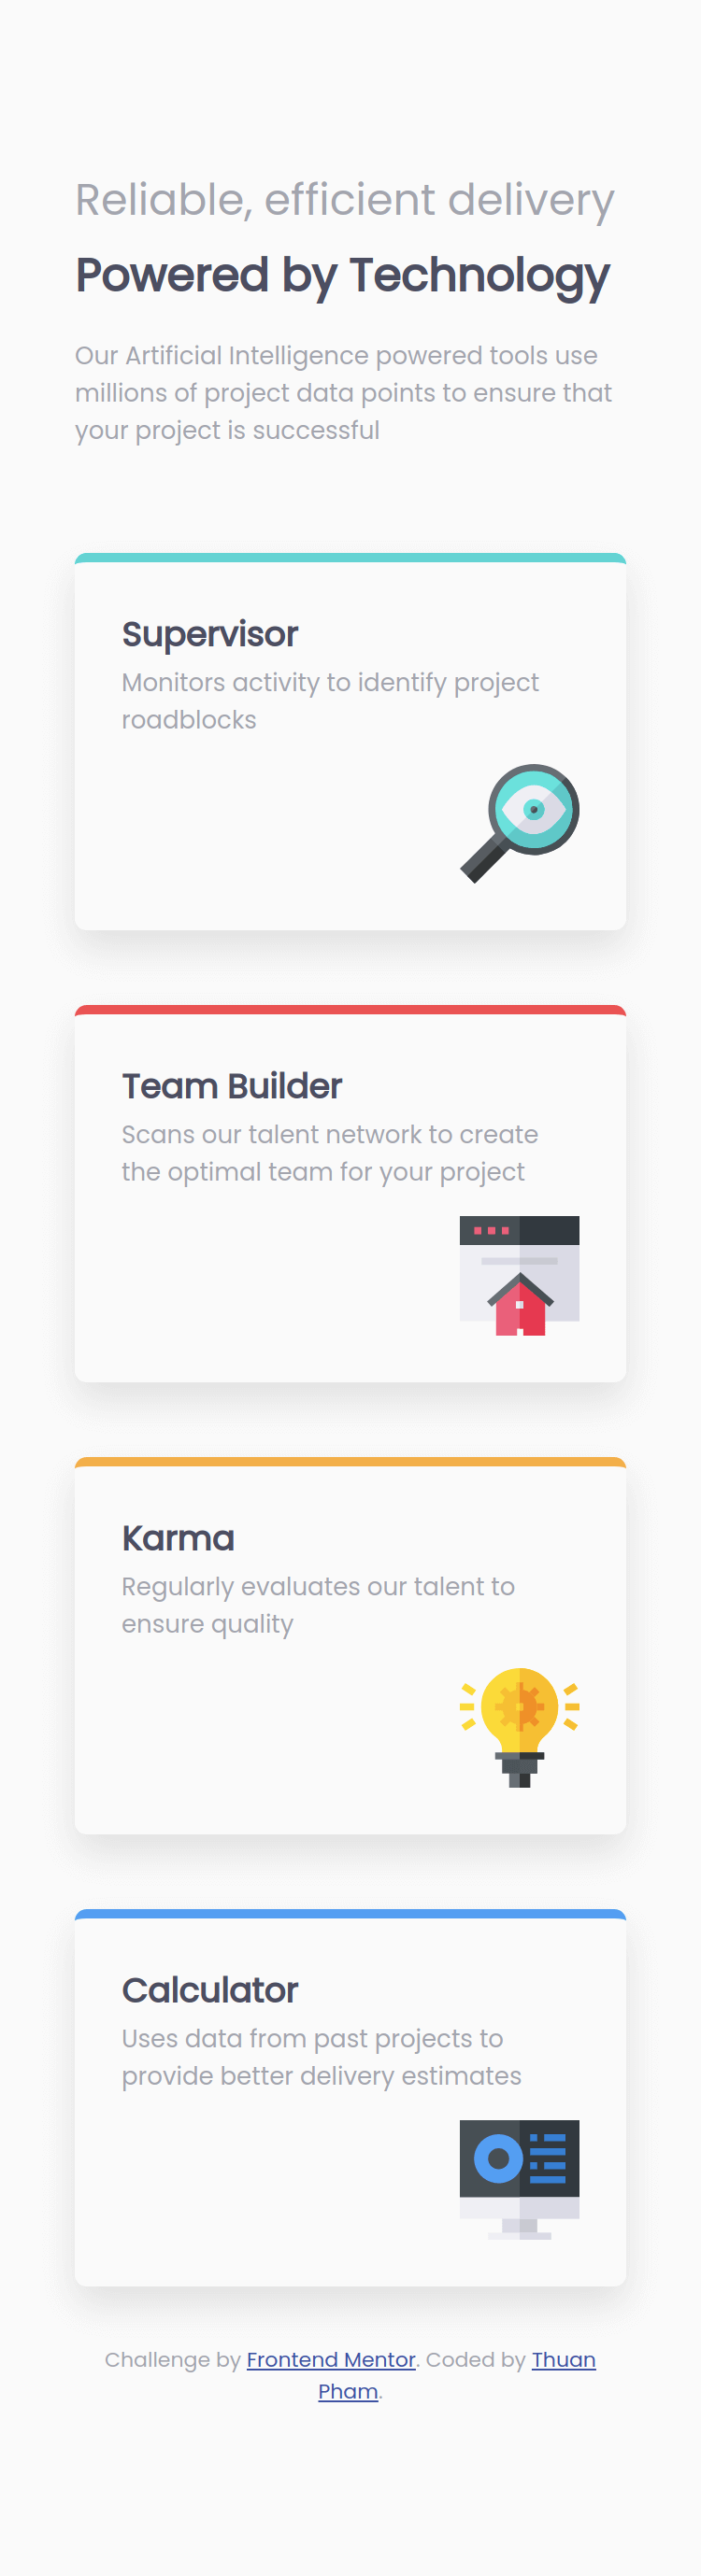 Reliable, efficient delivery
Powered by Technology
Our Artificial Intelligence powered tools use
millions of project data points to ensure that
your project is successful
Supervisor
Monitors activity to identify project
roadblocks
Team Builder
Scans our talent network to create
the optimal team for your project
Karma
Regularly evaluates our talent to
ensure quality
Calculator
Uses data from past projects to
provide better delivery estimates
Challenge by Frontend Mentor. Coded by Thuan
Pham.